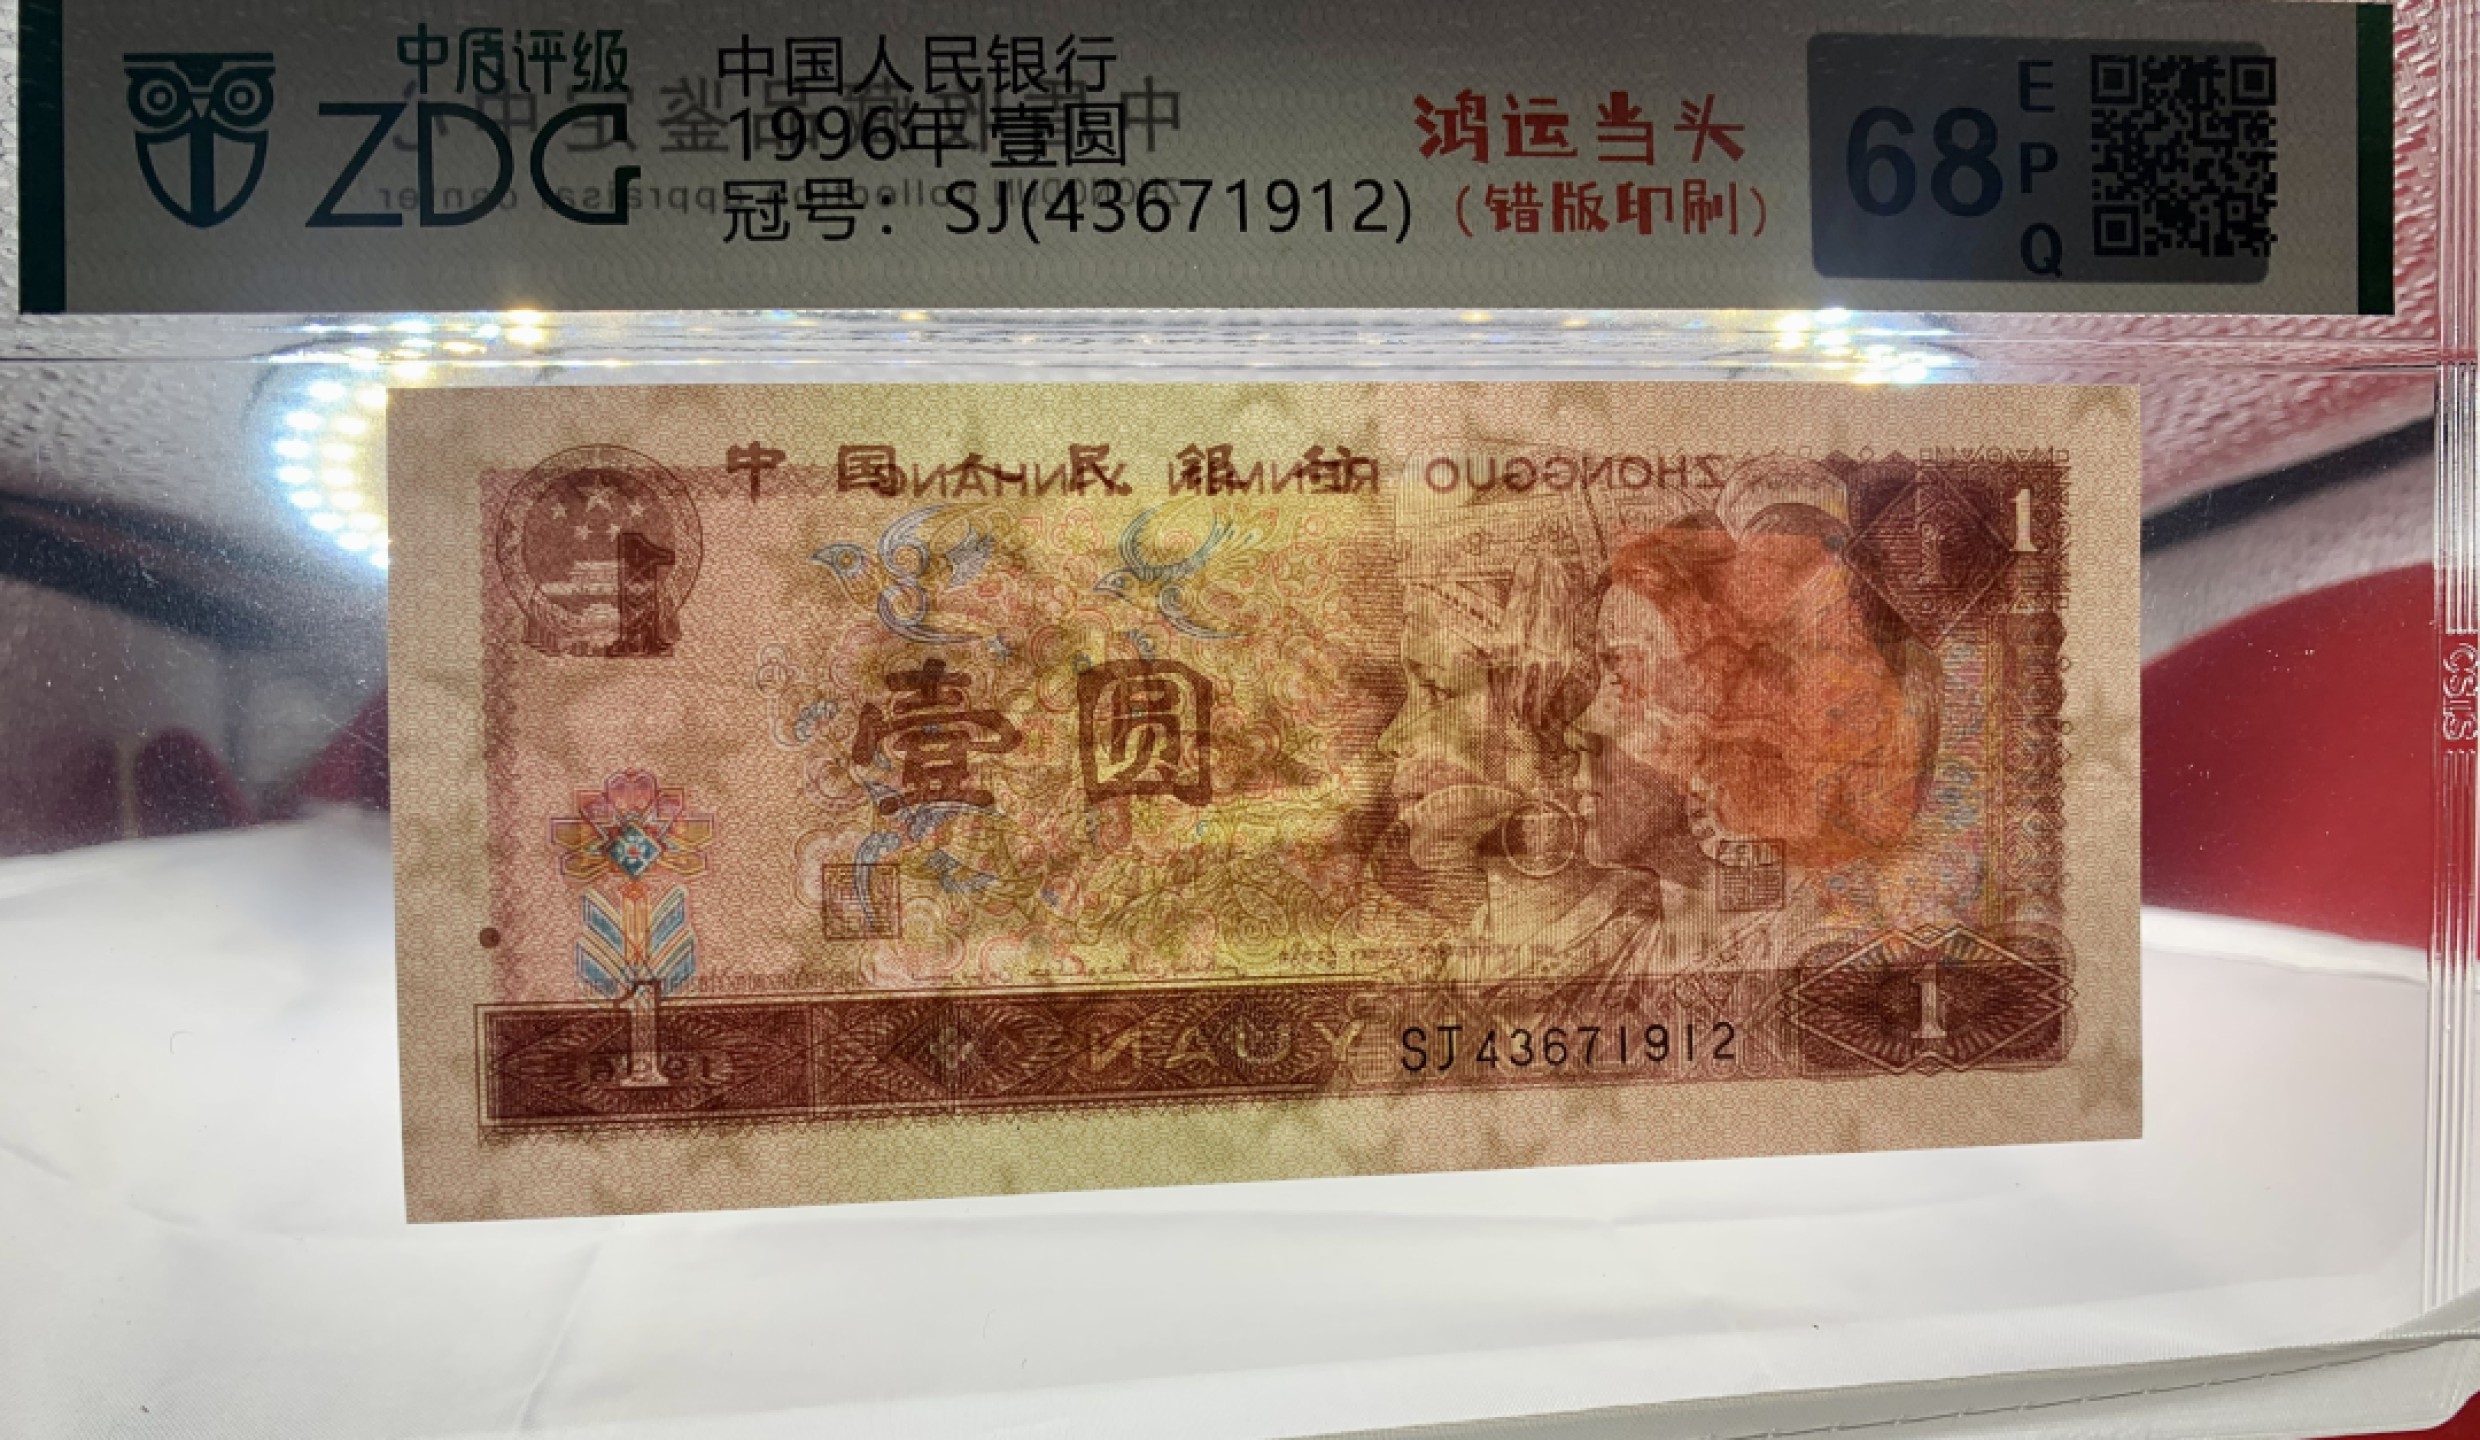 中盾评级
ZDG
中国人民银行
1996年 壹圆
冠号：SJ(43671912)
鸿运当头
(错版印刷)
68
E
P
Q
中国人民银行
ZHONGGUO RENMIN YINHANG
1
1
壹圆
1
1
YUAN
SJ43671912